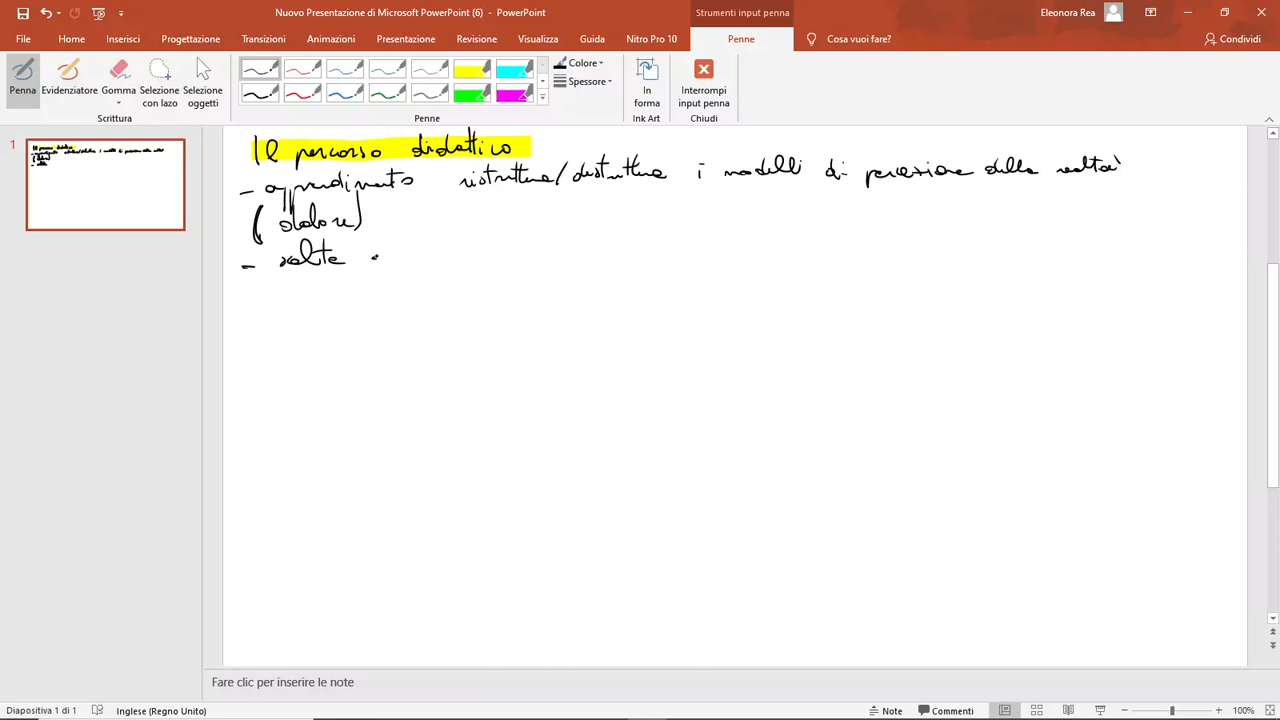 Nuovo Presentazione di Microsoft PowerPoint (6) - PowerPoint
Strumenti input penna
Eleonora Rea
File Home Inserisci Progettazione Transizioni Animazioni Presentazione Revisione Visualizza Guida Nitro Pro 10 Penne Cosa vuoi fare? Condividi
Penna Evidenziatore Gomma Selezione con lazo Selezione oggetti
Colore
Spessore
In forma
Interrompi input penna
Scrittura Penne Ink Art Chiudi
1
Il percorso didattico
- apprendimento ristruttura/destruttura i modelli di percezione della realtà
- scelte
Fare clic per inserire le note
Diapositiva 1 di 1 Inglese (Regno Unito) Note Commenti 100%